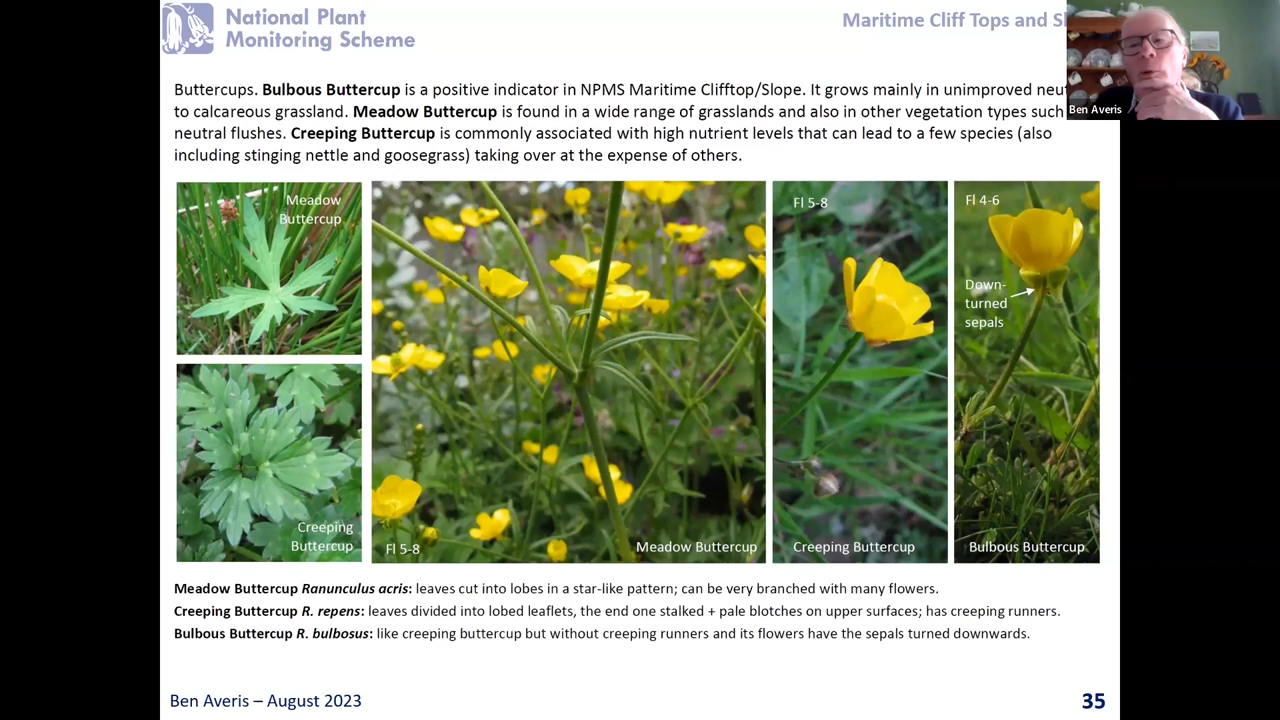 National Plant
Monitoring Scheme
Maritime Cliff Tops and
Ben Averis
Buttercups. Bulbous Buttercup is a positive indicator in NPMS Maritime Clifftop/Slope. It grows mainly in unimproved
to calcareous grassland. Meadow Buttercup is found in a wide range of grasslands and also in other vegetation types such
neutral flushes. Creeping Buttercup is commonly associated with high nutrient levels that can lead to a few species (also
including stinging nettle and goosegrass) taking over at the expense of others.
Meadow
Buttercup
Creeping
Buttercup
Fl 5-8
Meadow Buttercup
Fl 5-8
Creeping Buttercup
Fl 4-6
Down-
turned
sepals
Bulbous Buttercup
Meadow Buttercup Ranunculus acris: leaves cut into lobes in a star-like pattern; can be very branched with many flowers.
Creeping Buttercup R. repens: leaves divided into lobed leaflets, the end one stalked + pale blotches on upper surfaces; has creeping runners.
Bulbous Buttercup R. bulbosus: like creeping buttercup but without creeping runners and its flowers have the sepals turned downwards.
Ben Averis – August 2023
35